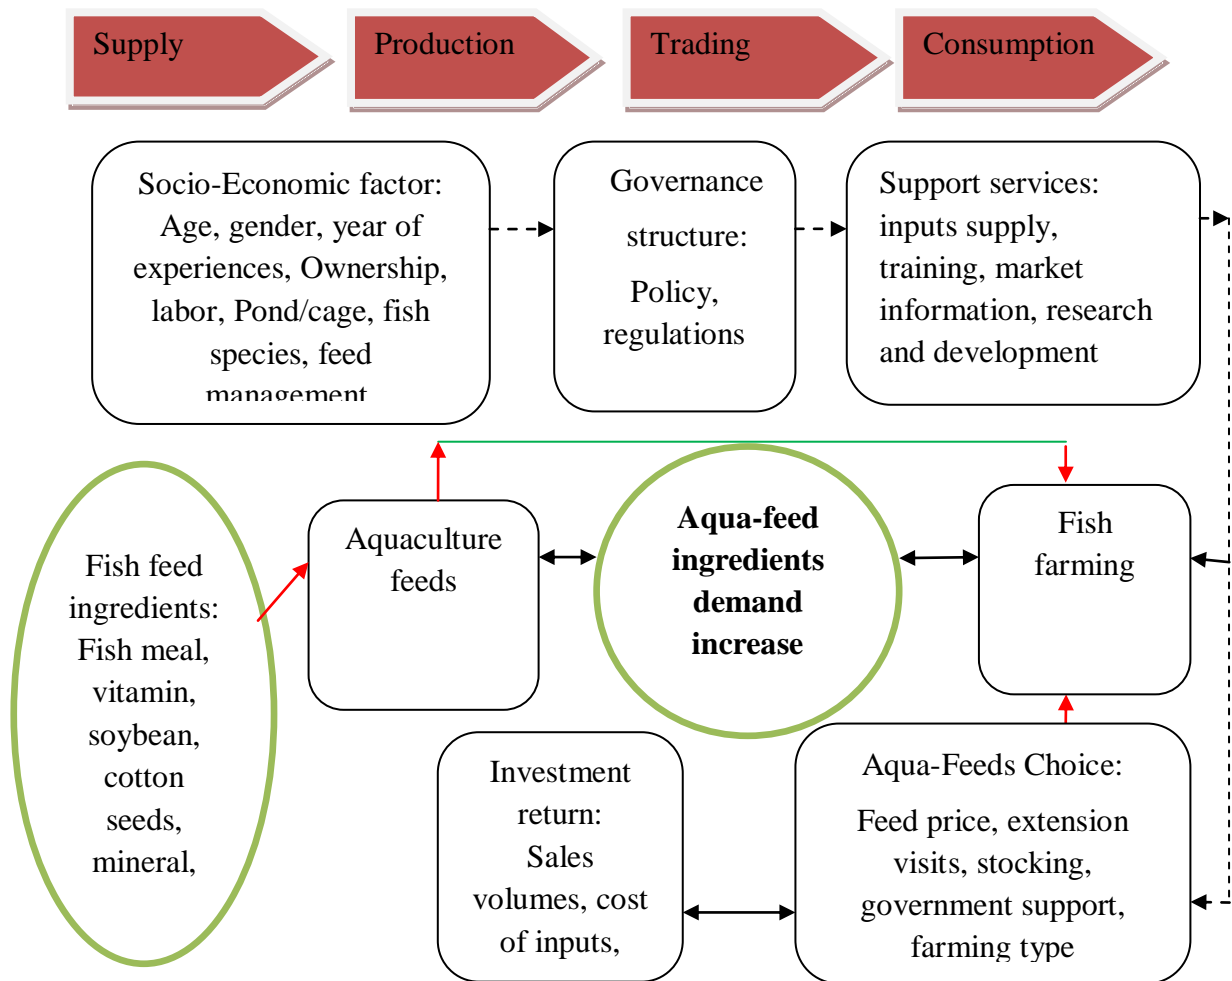 Supply
Production
Trading
Consumption
Socio-Economic factor:
Age, gender, year of
experiences, Ownership,
labor, Pond/cage, fish
species, feed
management
Governance
structure:
Policy,
regulations
Support services:
inputs supply,
training, market
information, research
and development
Fish feed
ingredients:
Fish meal,
vitamin,
soybean,
cotton
seeds,
mineral,
Aquaculture
feeds
Aqua-feed
ingredients
demand
increase
Fish
farming
Investment
return:
Sales
volumes, cost
of inputs,
Aqua-Feeds Choice:
Feed price, extension
visits, stocking,
government support,
farming type